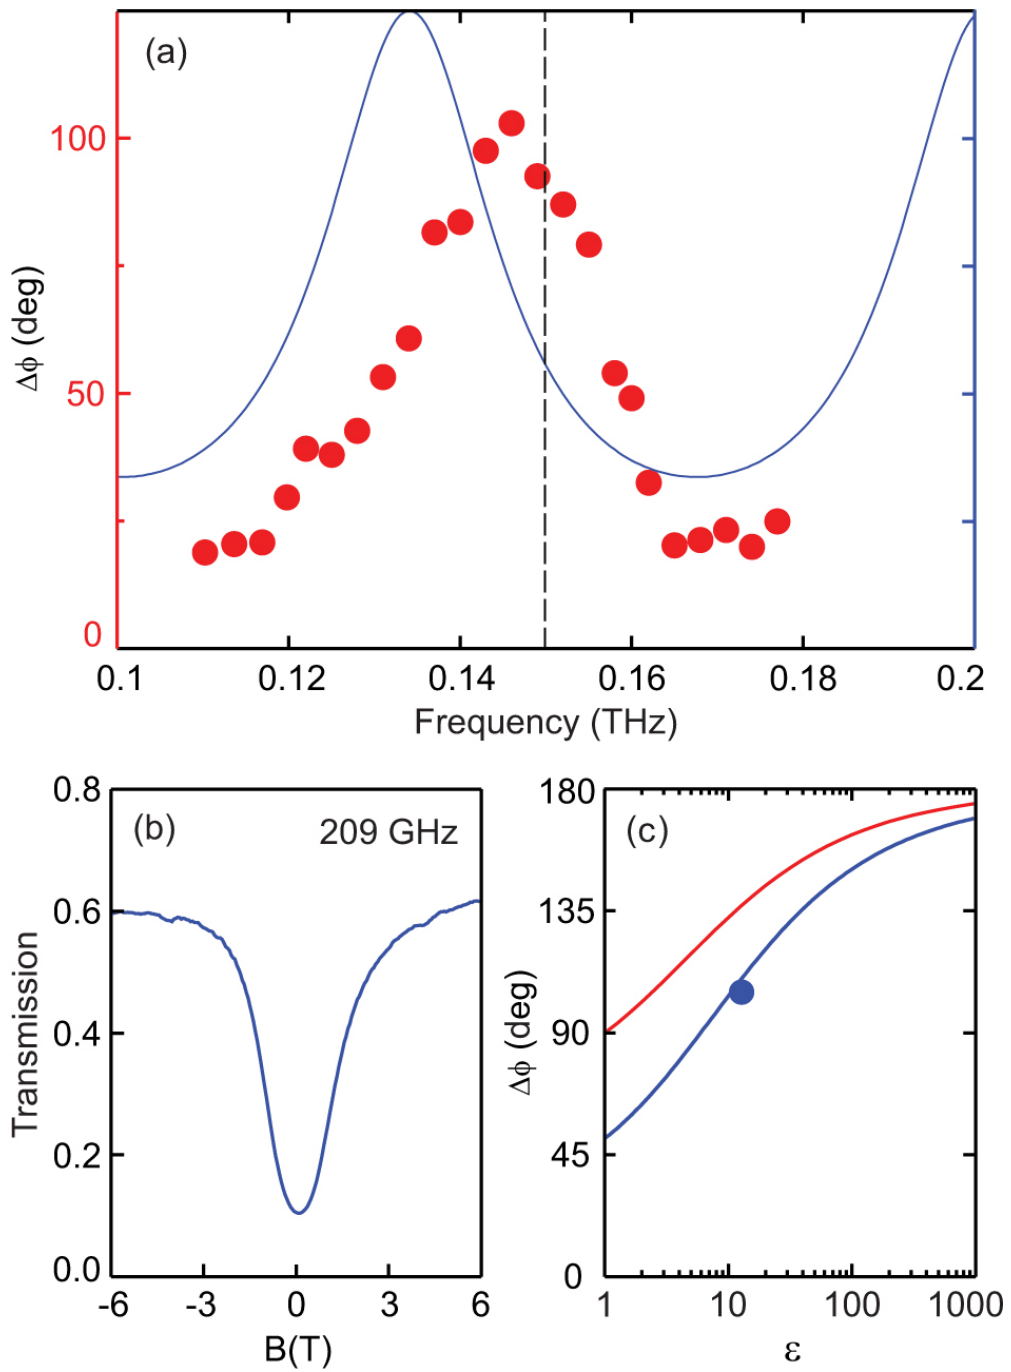 (a)
100
50
0
Δϕ (deg)
0.1 0.12 0.14 0.16 0.18 0.2
Frequency (THz)
(b)
209 GHz
0.8
0.6
0.4
0.2
0.0
Transmission
-6 -3 0 3 6
B(T)
(c)
180
135
90
45
0
Δϕ (deg)
1 10 100 1000
ε